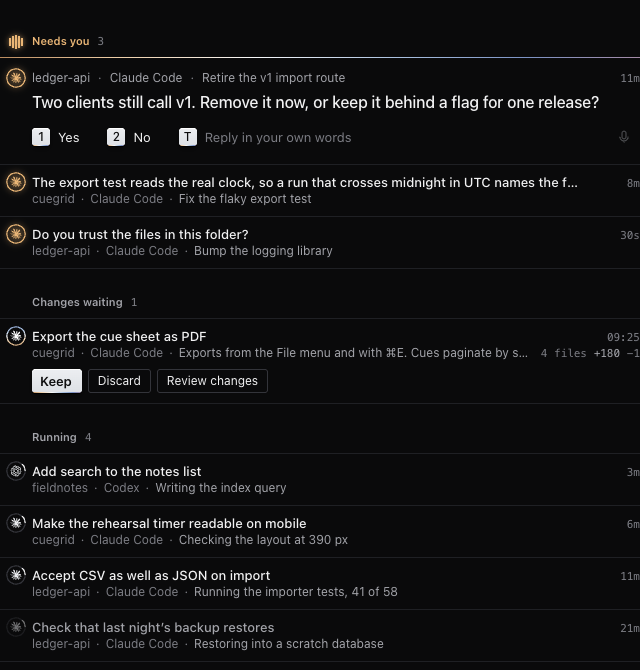 Needs you 3
ledger-api · Claude Code · Retire the v1 import route 11m
Two clients still call v1. Remove it now, or keep it behind a flag for one release?
1 Yes 2 No T Reply in your own words
The export test reads the real clock, so a run that crosses midnight in UTC names the f... 8m
cuegrid · Claude Code · Fix the flaky export test
Do you trust the files in this folder? 30s
ledger-api · Claude Code · Bump the logging library
Changes waiting 1
Export the cue sheet as PDF 09:25
cuegrid · Claude Code · Exports from the File menu and with ⌘E. Cues paginate by s... 4 files +180 −1
Keep Discard Review changes
Running 4
Add search to the notes list 3m
fieldnotes · Codex · Writing the index query
Make the rehearsal timer readable on mobile 6m
cuegrid · Claude Code · Checking the layout at 390 px
Accept CSV as well as JSON on import 11m
ledger-api · Claude Code · Running the importer tests, 41 of 58
Check that last night’s backup restores 21m
ledger-api · Claude Code · Restoring into a scratch database